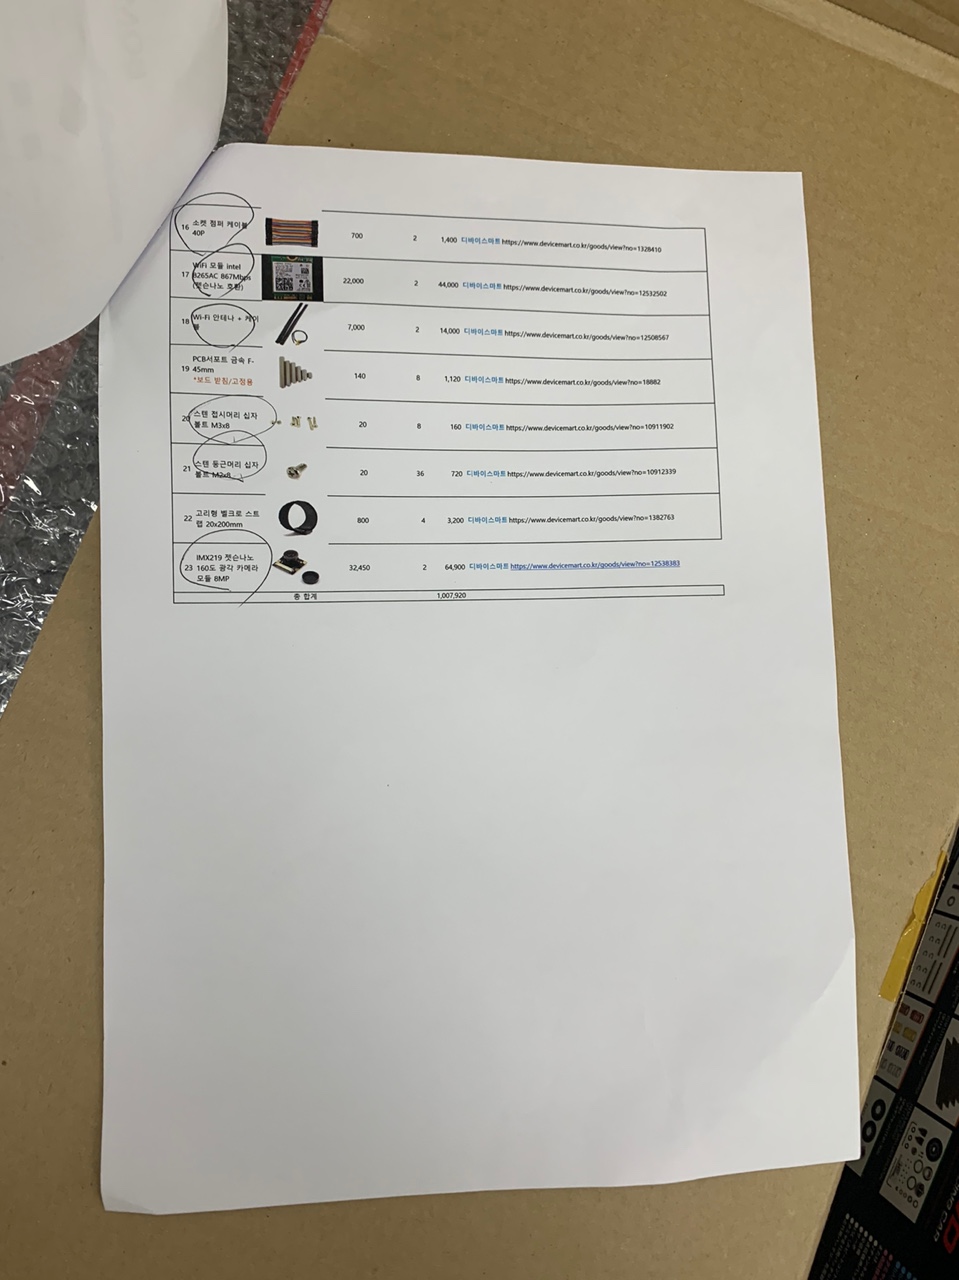 16 소켓 점퍼 케이블 40P 700 2 1,400 디바이스마트 https://www.devicemart.co.kr/goods/view?no=1328410
17 WiFi 모듈 intel 8265AC 867Mbps (젯슨나노 호환) 22,000 2 44,000 디바이스마트 https://www.devicemart.co.kr/goods/view?no=12532502
18 Wi-Fi 안테나 + 케이블 7,000 2 14,000 디바이스마트 https://www.devicemart.co.kr/goods/view?no=12508567
19 PCB서포트 금속 F-45mm *보드 받침/고정용 140 8 1,120 디바이스마트 https://www.devicemart.co.kr/goods/view?no=18882
20 스텐 접시머리 십자볼트 M3x8 20 8 160 디바이스마트 https://www.devicemart.co.kr/goods/view?no=10911902
21 스텐 둥근머리 십자볼트 M2x8 20 36 720 디바이스마트 https://www.devicemart.co.kr/goods/view?no=10912339
22 고리형 벨크로 스트랩 20x200mm 800 4 3,200 디바이스마트 https://www.devicemart.co.kr/goods/view?no=1382763
23 IMX219 젯슨나노 160도 광각 카메라 모듈 8MP 32,450 2 64,900 디바이스마트 https://www.devicemart.co.kr/goods/view?no=12538383
총 합계 1,007,920